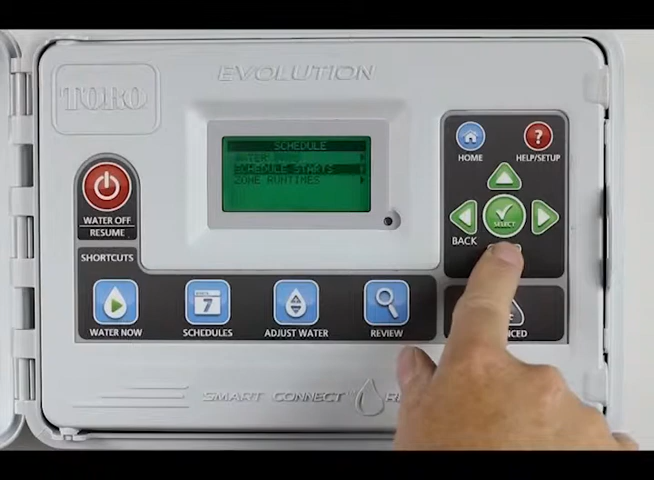 TORO
EVOLUTION
SCHEDULE
SCHEDULE STARTS
ZONE RUNTIMES
WATER OFF
RESUME
HOME
HELP/SETUP
SELECT
BACK
SHORTCUTS
7
WATER NOW
SCHEDULES
ADJUST WATER
REVIEW
SMART CONNECT